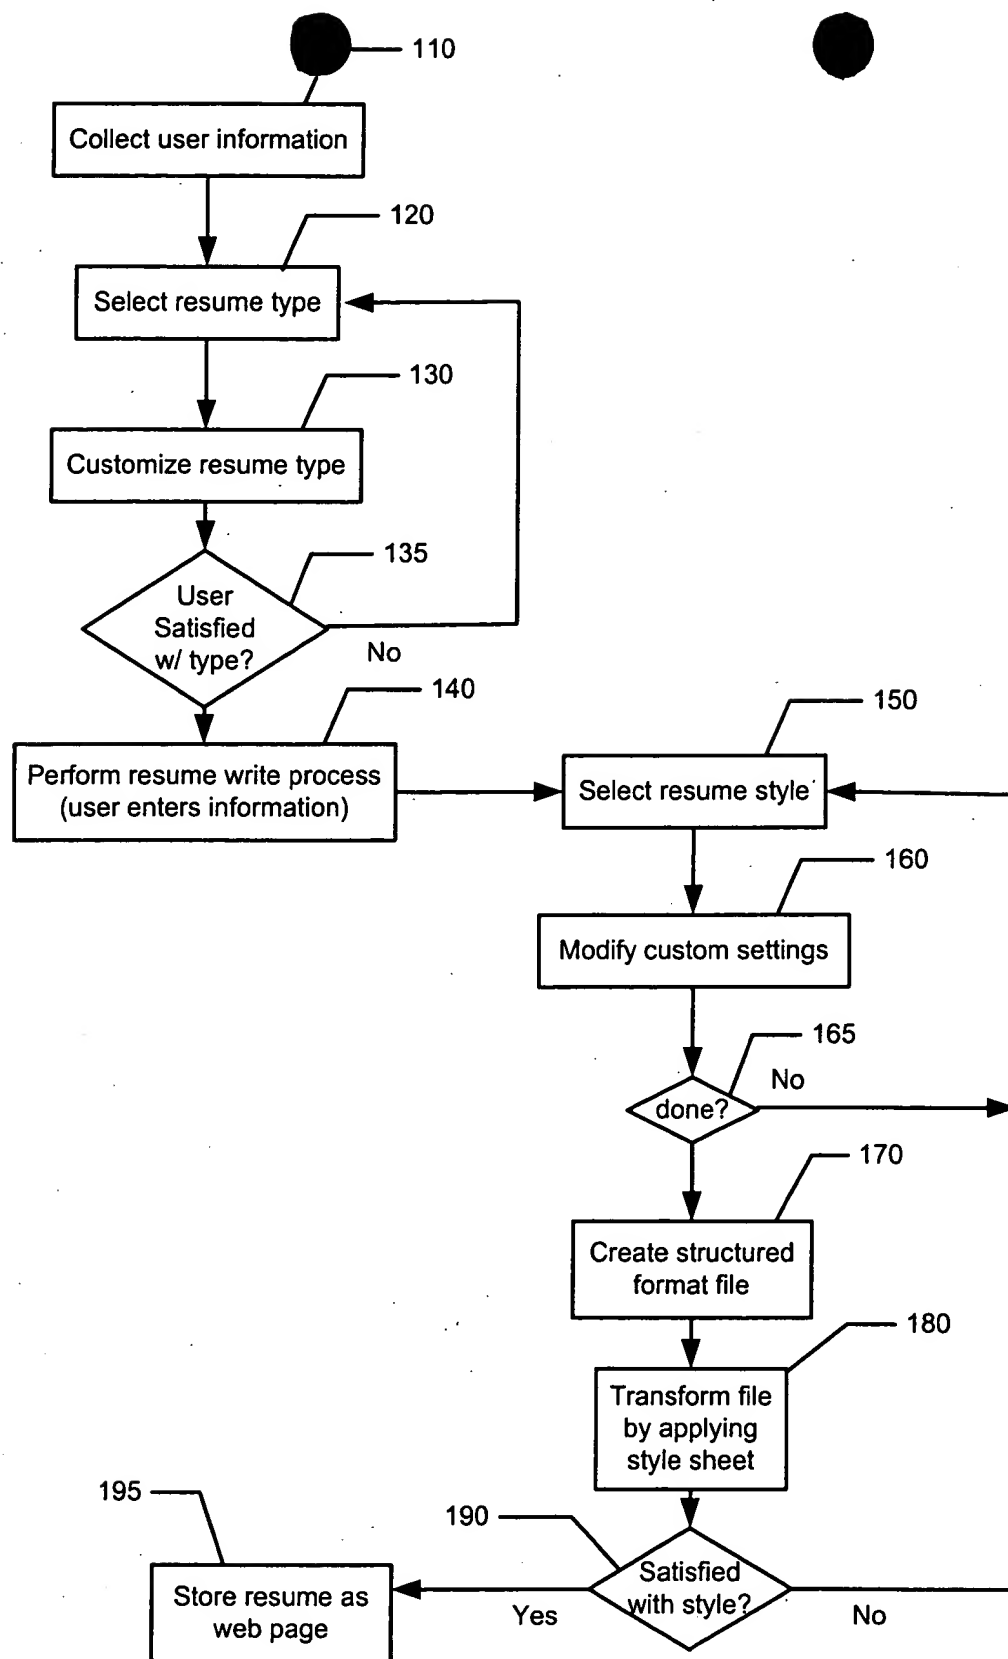 110
Collect user information
120
Select resume type
130
Customize resume type
135
User
Satisfied
w/ type?
No
140
Perform resume write process
(user enters information)
150
Select resume style
160
Modify custom settings
165
done?
No
170
Create structured
format file
180
Transform file
by applying
style sheet
190
Satisfied
with style?
Yes
No
195
Store resume as
web page